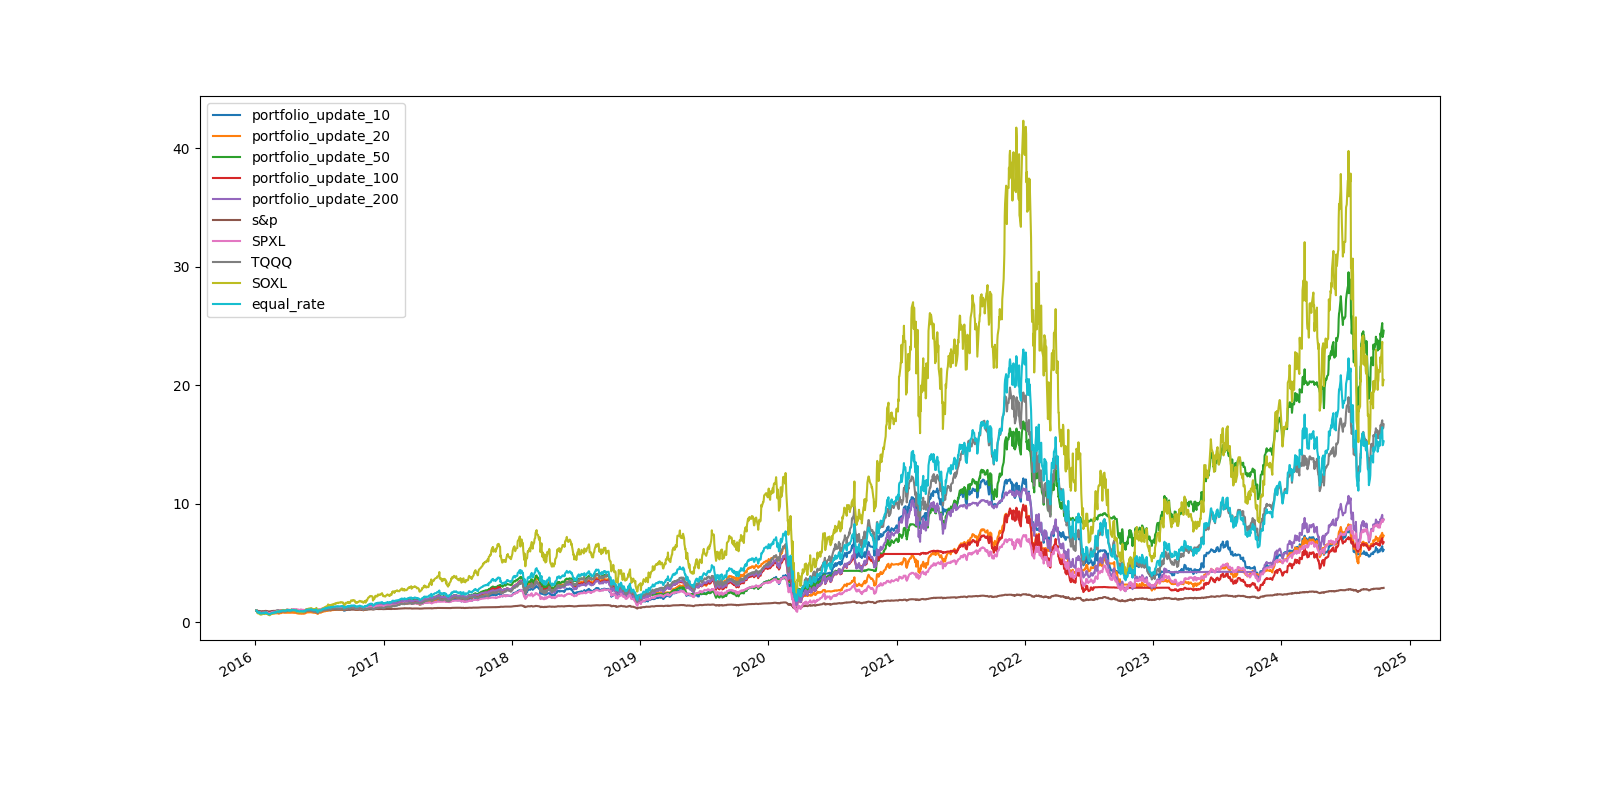 portfolio_update_10
portfolio_update_20
portfolio_update_50
portfolio_update_100
portfolio_update_200
s&p
SPXL
TQQQ
SOXL
equal_rate
40
30
20
10
0
2016
2017
2018
2019
2020
2021
2022
2023
2024
2025